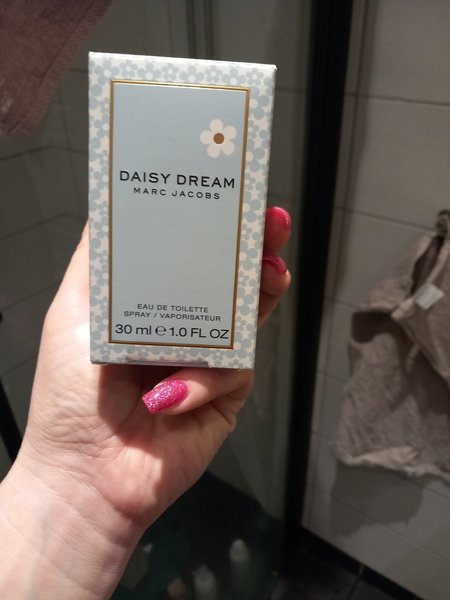 DAISY DREAM
MARC JACOBS
EAU DE TOILETTE
SPRAY / VAPORISATEUR
30 ml ℮ 1.0 FL OZ